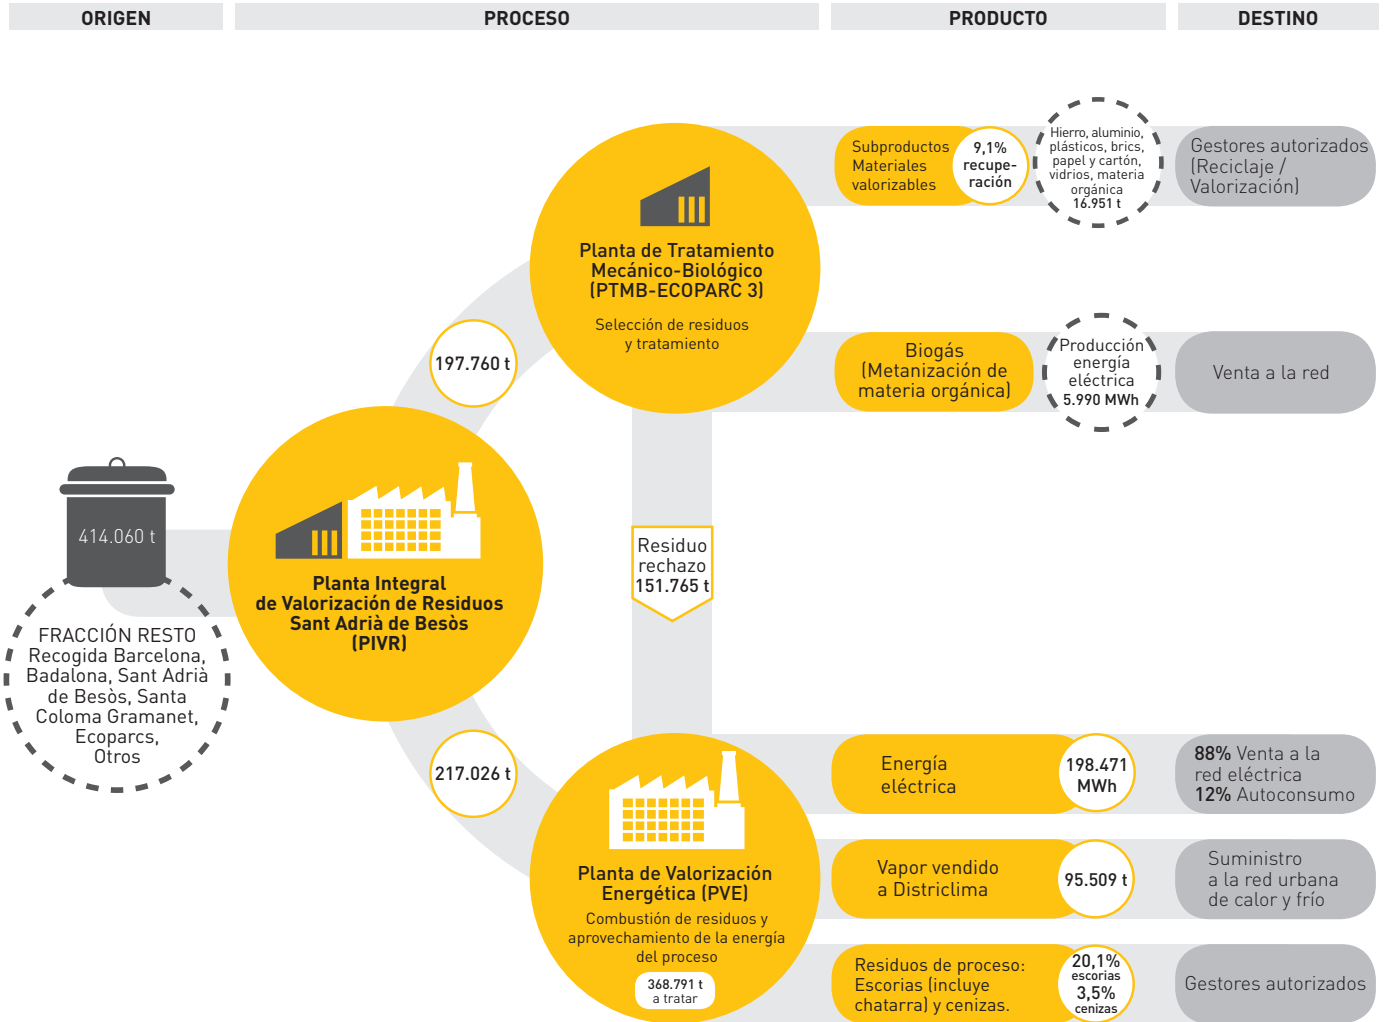 ORIGEN
PROCESO
PRODUCTO
DESTINO
414.060 t
FRACCIÓN RESTO
Recogida Barcelona,
Badalona, Sant Adrià
de Besòs, Santa
Coloma Gramanet,
Ecoparcs,
Otros
Planta Integral
de Valorización de Residuos
Sant Adrià de Besòs
(PIVR)
197.760 t
217.026 t
Planta de Tratamiento
Mecánico-Biológico
(PTMB-ECOPARC 3)
Selección de residuos
y tratamiento
Residuo
rechazo
151.765 t
Planta de Valorización
Energética (PVE)
Combustión de residuos y
aprovechamiento de la energía
del proceso
368.791 t
a tratar
Subproductos
Materiales
valorizables
9,1%
recupe-
ración
Hierro, aluminio,
plásticos, brics,
papel y cartón,
vidrios, materia
orgánica
16.951 t
Gestores autorizados
(Reciclaje /
Valorización)
Biogás
(Metanización de
materia orgánica)
Producción
energía
eléctrica
5.990 MWh
Venta a la red
Energía
eléctrica
198.471
MWh
88% Venta a la
red eléctrica
12% Autoconsumo
Vapor vendido
a Districlima
95.509 t
Suministro
a la red urbana
de calor y frío
Residuos de proceso:
Escorias (incluye
chatarra) y cenizas.
20,1%
escorias
3,5%
cenizas
Gestores autorizados